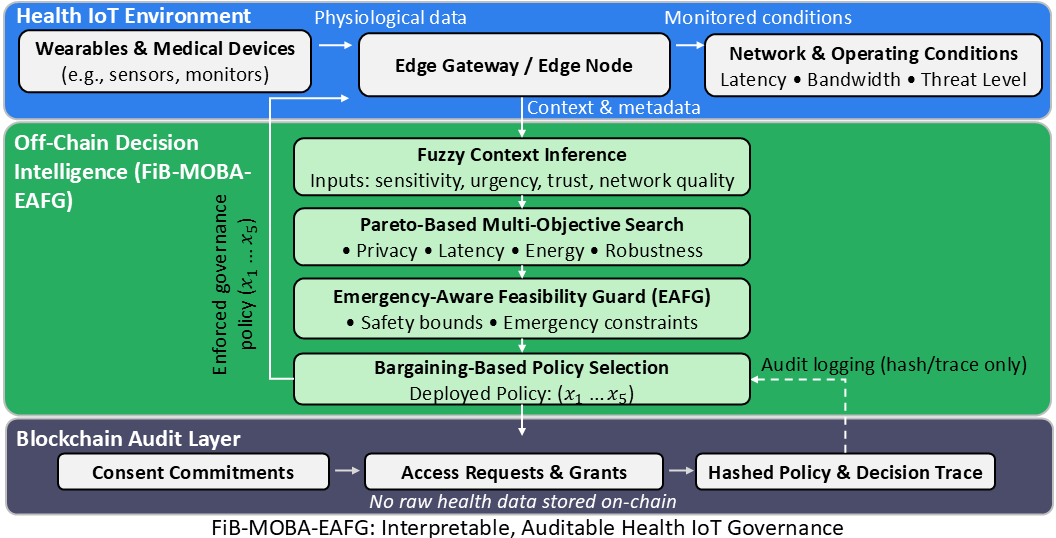 Health IoT Environment
Physiological data
Monitored conditions
Wearables & Medical Devices
(e.g., sensors, monitors)
Edge Gateway / Edge Node
Network & Operating Conditions
Latency • Bandwidth • Threat Level
Context & metadata
Off-Chain Decision
Intelligence (FiB-MOBA-
EAFG)
Fuzzy Context Inference
Inputs: sensitivity, urgency, trust, network quality
Pareto-Based Multi-Objective Search
• Privacy • Latency • Energy • Robustness
Enforced governance
policy (x₁ … x₅)
Emergency-Aware Feasibility Guard (EAFG)
• Safety bounds • Emergency constraints
Bargaining-Based Policy Selection
Deployed Policy: (x₁ … x₅)
Audit logging (hash/trace only)
Blockchain Audit Layer
Consent Commitments
Access Requests & Grants
Hashed Policy & Decision Trace
No raw health data stored on-chain
FiB-MOBA-EAFG: Interpretable, Auditable Health IoT Governance